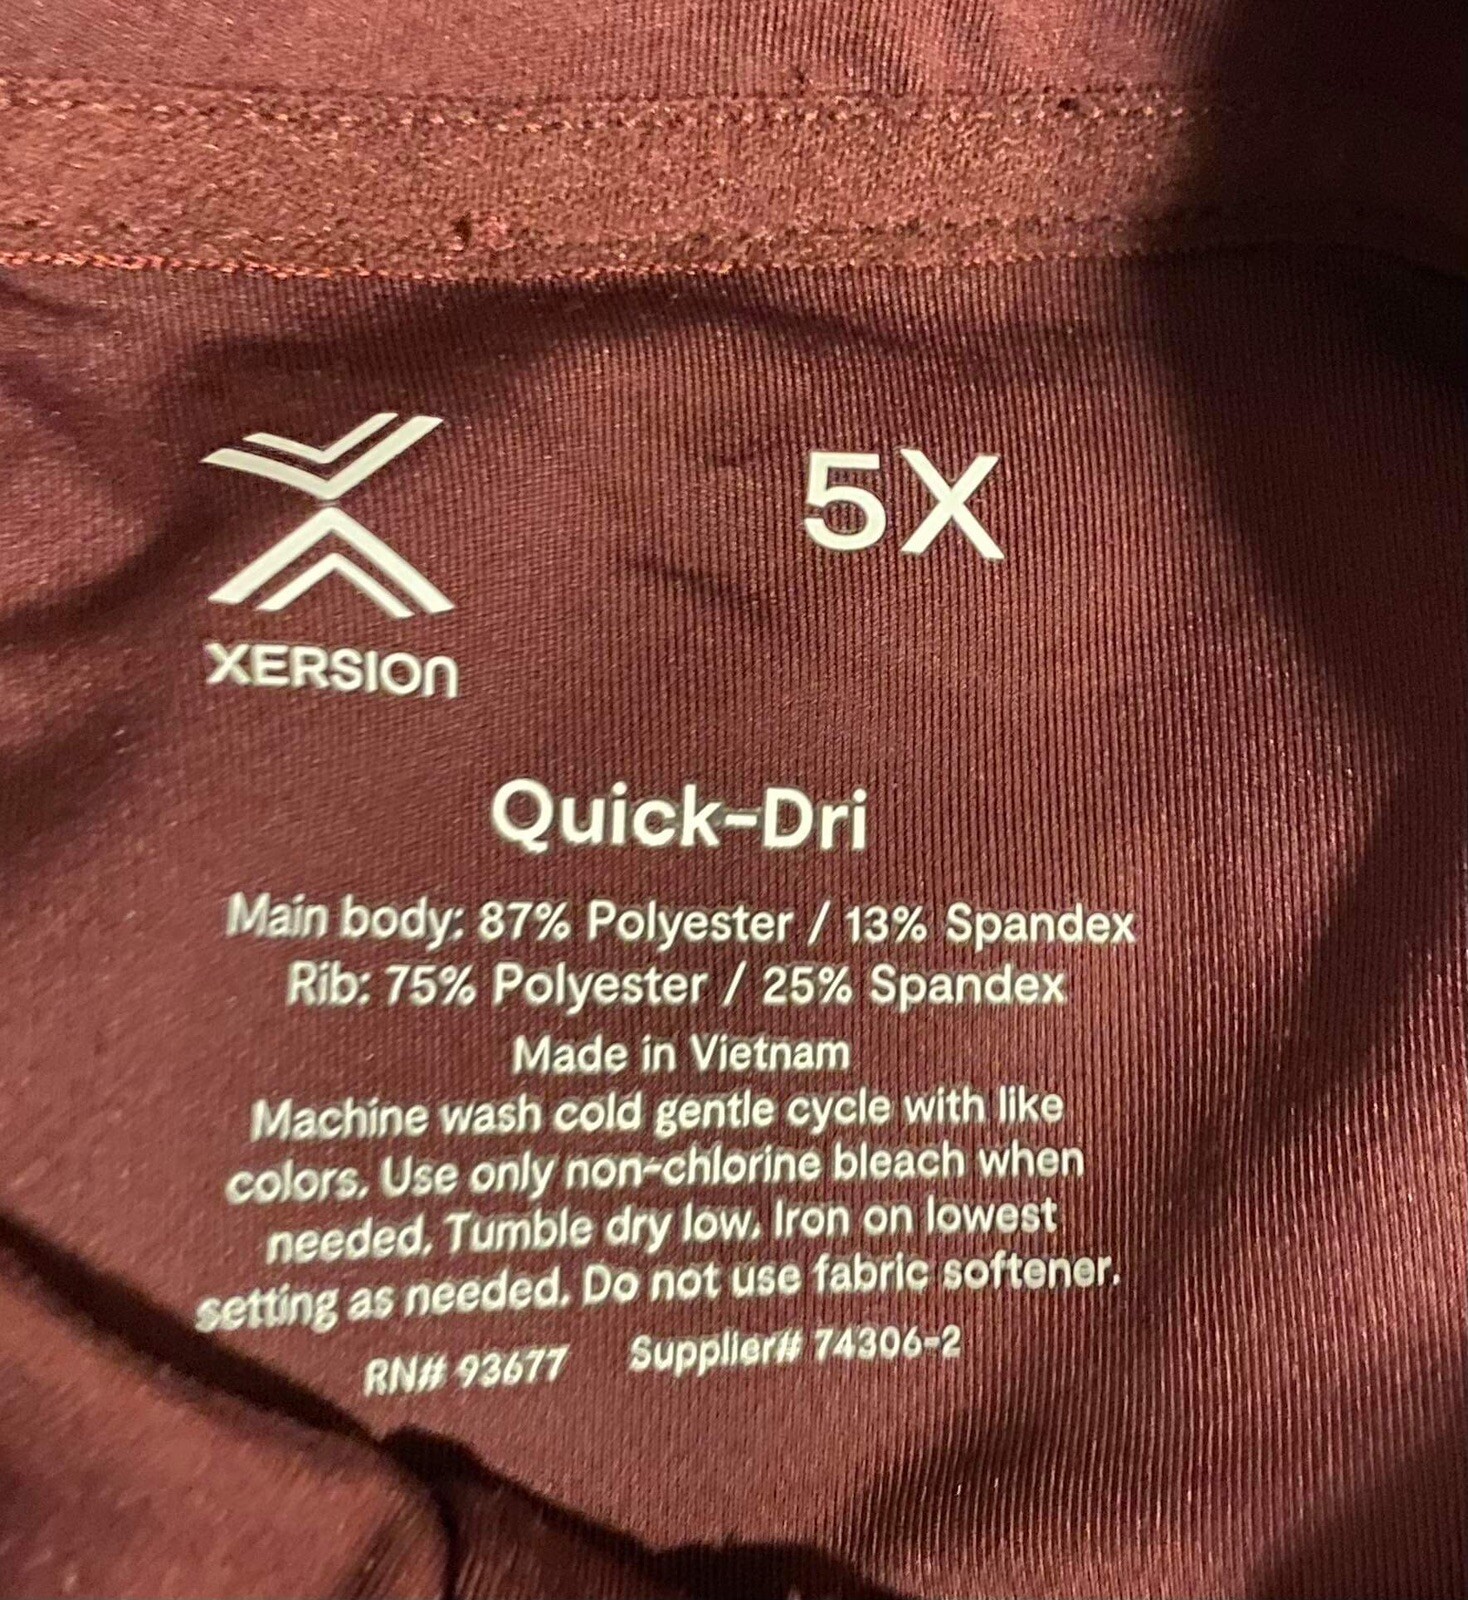 5X
XERSION
Quick-Dri
Main body: 87% Polyester / 13% Spandex
Rib: 75% Polyester / 25% Spandex
Made in Vietnam
Machine wash cold gentle cycle with like
colors. Use only non-chlorine bleach when
needed. Tumble dry low. Iron on lowest
setting as needed. Do not use fabric softener.
RN# 93677 Supplier# 74306-2